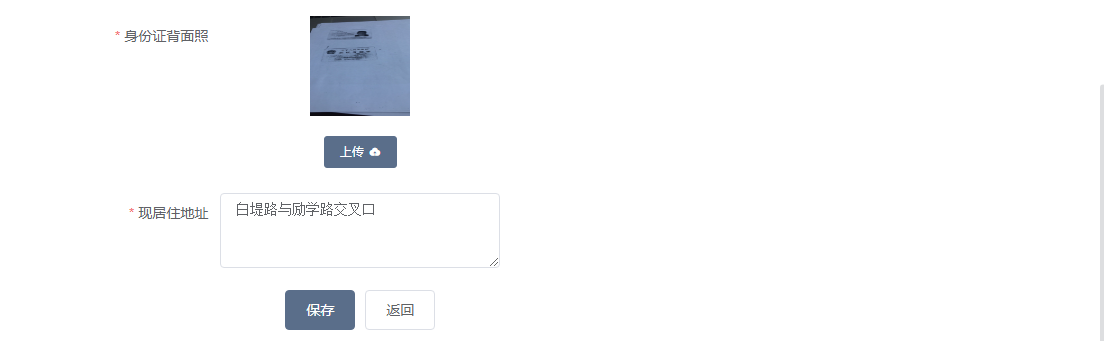 * 身份证背面照
上传
* 现居住地址
白堤路与励学路交叉口
保存
返回